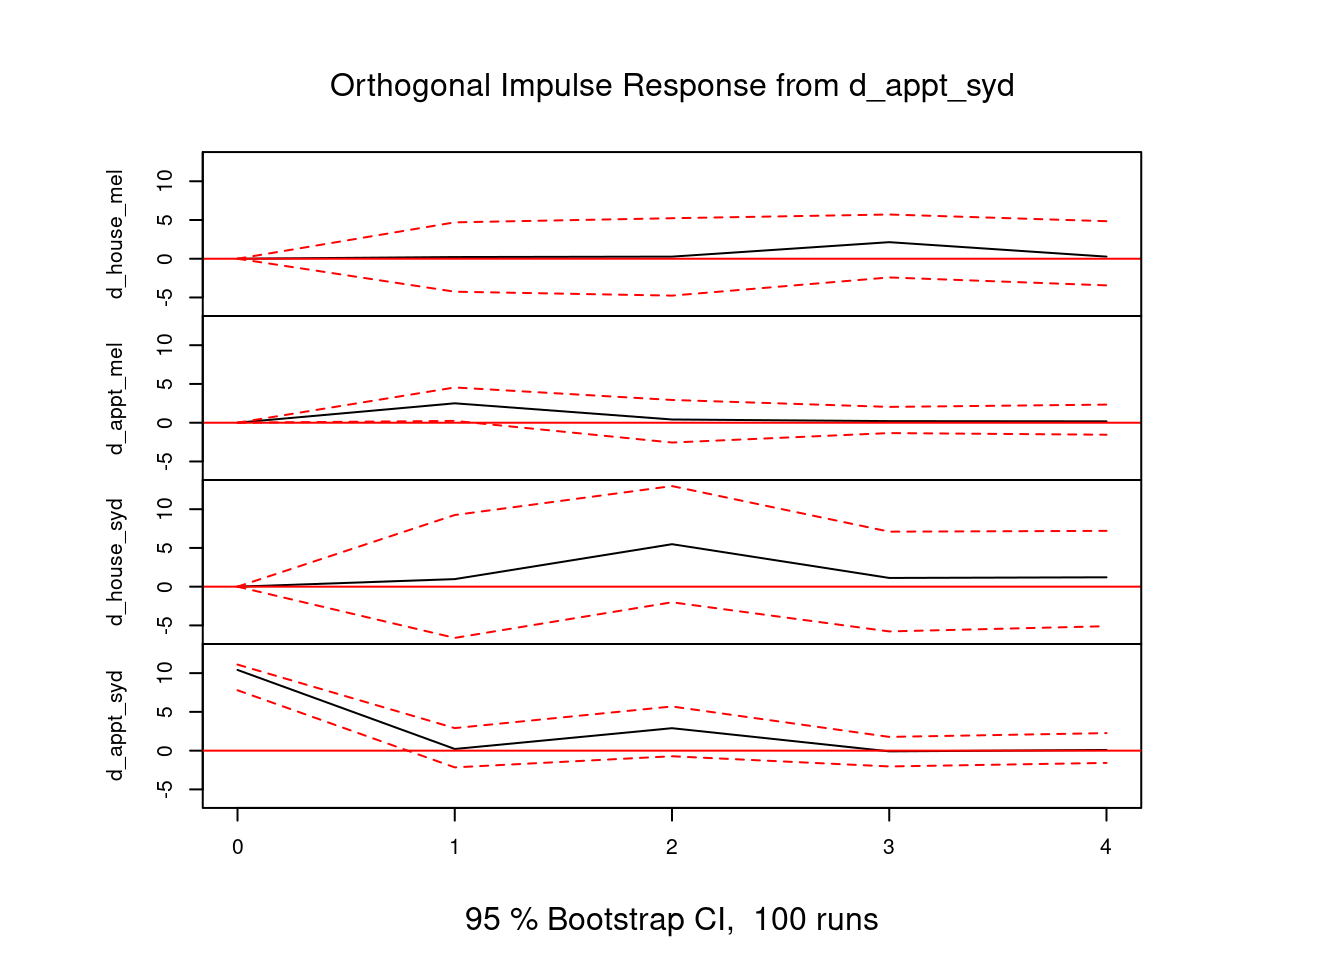 Orthogonal Impulse Response from d_appt_syd
d_house_mel
10
5
0
-5
d_appt_mel
10
5
0
-5
d_house_syd
10
5
0
-5
d_appt_syd
10
5
0
-5
0 1 2 3 4
95 % Bootstrap CI,  100 runs